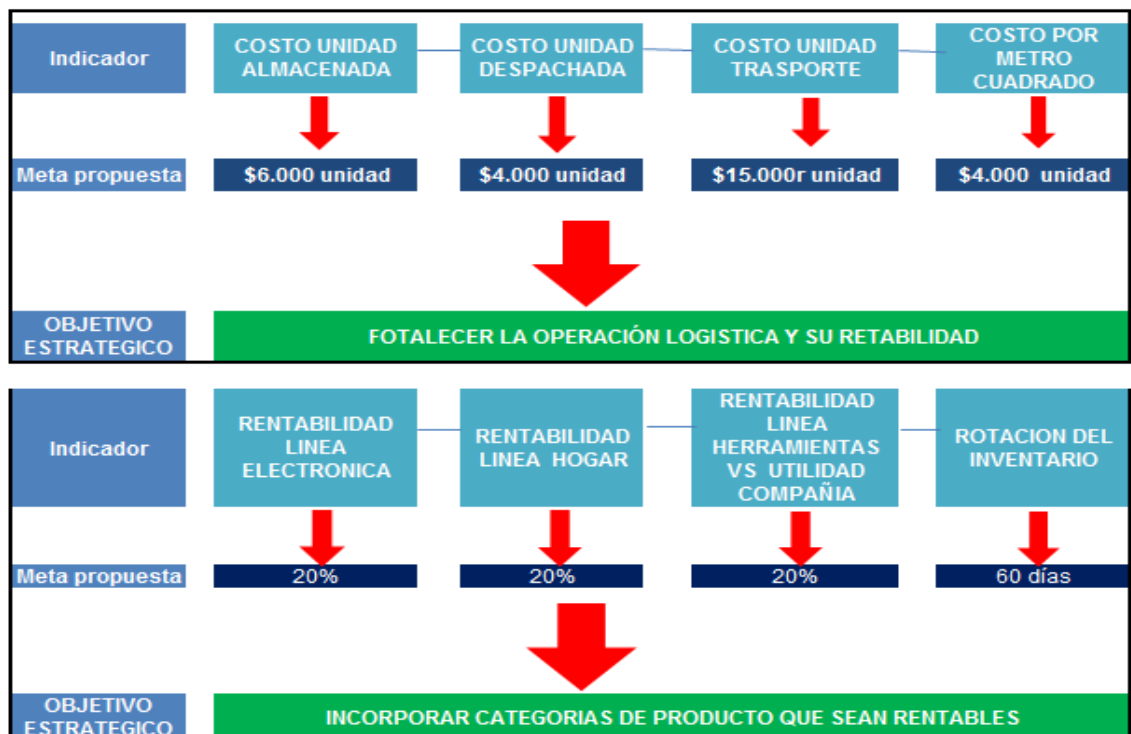 Indicador
COSTO UNIDAD
ALMACENADA
COSTO UNIDAD
DESPACHADA
COSTO UNIDAD
TRASPORTE
COSTO POR
METRO
CUADRADO
Meta propuesta
$6.000 unidad
$4.000 unidad
$15.000r unidad
$4.000 unidad
OBJETIVO
ESTRATEGICO
FOTALECER LA OPERACIÓN LOGISTICA Y SU RETABILIDAD
Indicador
RENTABILIDAD
LINEA
ELECTRONICA
RENTABILIDAD
LINEA HOGAR
RENTABILIDAD
LINEA
HERRAMIENTAS
VS UTILIDAD
COMPAÑIA
ROTACION DEL
INVENTARIO
Meta propuesta
20%
20%
20%
60 días
OBJETIVO
ESTRATEGICO
INCORPORAR CATEGORIAS DE PRODUCTO QUE SEAN RENTABLES